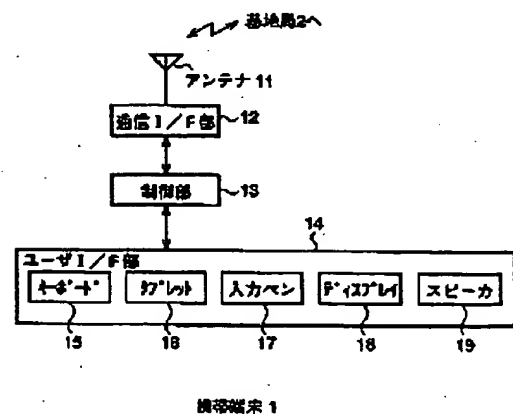 基地局2へ
アンテナ 11
通信I/F部 12
制御部 13
14
ユーザI/F部
キーボード タブレット 入力ペン ディスプレイ スピーカ
15 16 17 18 19
携帯端末 1